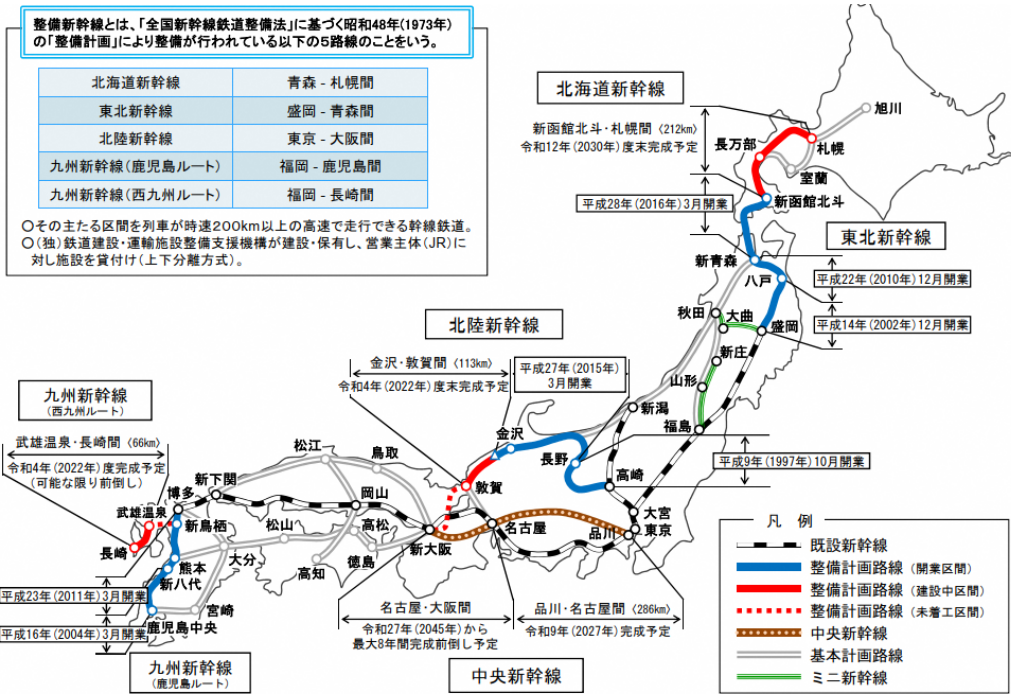 整備新幹線とは、「全国新幹線鉄道整備法」に基づく昭和48年(1973年)
の「整備計画」により整備が行われている以下の5路線のことをいう。
北海道新幹線 青森 - 札幌間
東北新幹線 盛岡 - 青森間
北陸新幹線 東京 - 大阪間
九州新幹線(鹿児島ルート) 福岡 - 鹿児島間
九州新幹線(西九州ルート) 福岡 - 長崎間
○その主たる区間を列車が時速200km以上の高速で走行できる幹線鉄道。
○(独)鉄道建設・運輸施設整備支援機構が建設・保有し、営業主体(JR)に
対し施設を貸付け(上下分離方式)。
北海道新幹線
新函館北斗・札幌間〈212km〉
令和12年(2030年)度末完成予定
旭川
長万部
札幌
室蘭
平成28年(2016年)3月開業
新函館北斗
東北新幹線
新青森
八戸
平成22年(2010年)12月開業
秋田
大曲
盛岡
平成14年(2002年)12月開業
新庄
山形
福島
北陸新幹線
金沢・敦賀間〈113km〉
令和4年(2022年)度末完成予定
平成27年(2015年)
3月開業
新潟
金沢
長野
高崎
平成9年(1997年)10月開業
敦賀
大宮
東京
品川
名古屋
九州新幹線
(西九州ルート)
武雄温泉・長崎間〈66km〉
令和4年(2022年)度完成予定
(可能な限り前倒し)
松江
鳥取
新下関
博多
岡山
武雄温泉
新鳥栖
松山
高松
新大阪
長崎
大分
徳島
高知
熊本
新八代
平成23年(2011年)3月開業
宮崎
鹿児島中央
平成16年(2004年)3月開業
九州新幹線
(鹿児島ルート)
名古屋・大阪間
令和27年(2045年)から
最大8年間完成前倒し予定
品川・名古屋間〈286km〉
令和9年(2027年)完成予定
中央新幹線
凡 例
既設新幹線
整備計画路線(開業区間)
整備計画路線(建設中区間)
整備計画路線(未着工区間)
中央新幹線
基本計画路線
ミニ新幹線